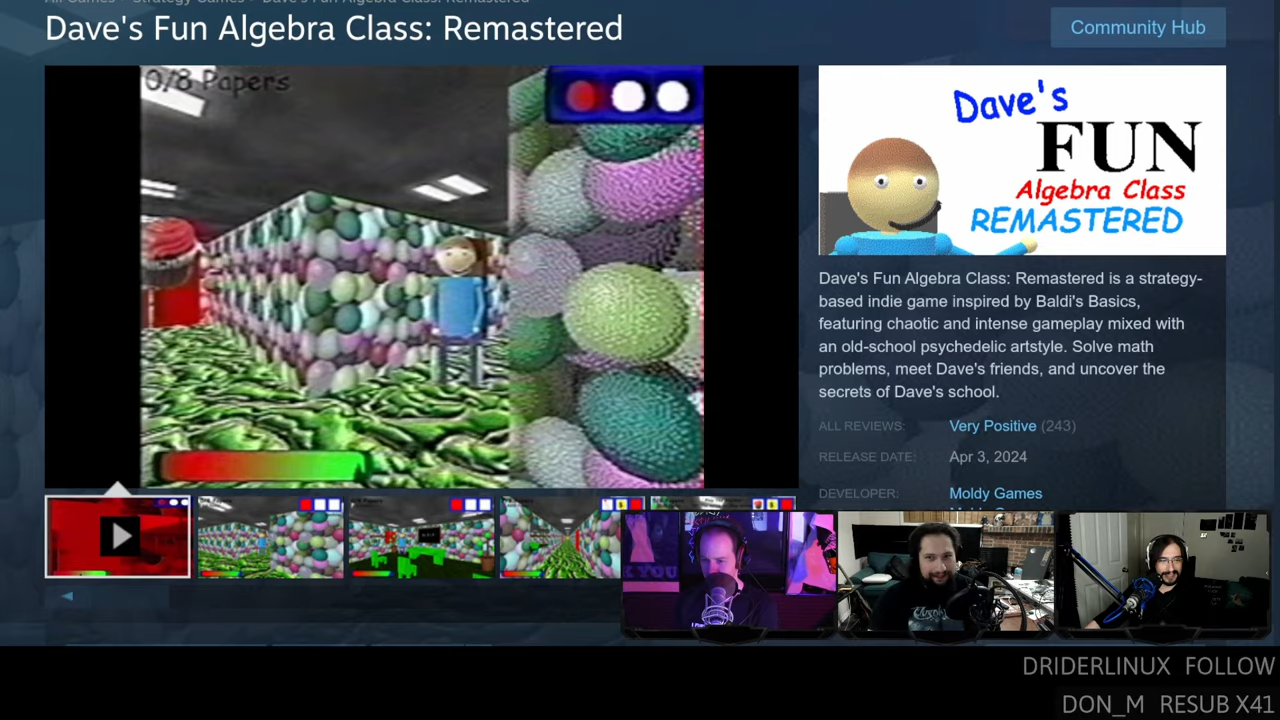 Dave's Fun Algebra Class: Remastered
Community Hub
0/8 Papers
Dave's
FUN
Algebra Class
REMASTERED
Dave's Fun Algebra Class: Remastered is a strategy-
based indie game inspired by Baldi's Basics,
featuring chaotic and intense gameplay mixed with
an old-school psychedelic artstyle. Solve math
problems, meet Dave's friends, and uncover the
secrets of Dave's school.
ALL REVIEWS: Very Positive (243)
RELEASE DATE: Apr 3, 2024
DEVELOPER: Moldy Games
DRIDERLINUX FOLLOW
DON_M RESUB X41